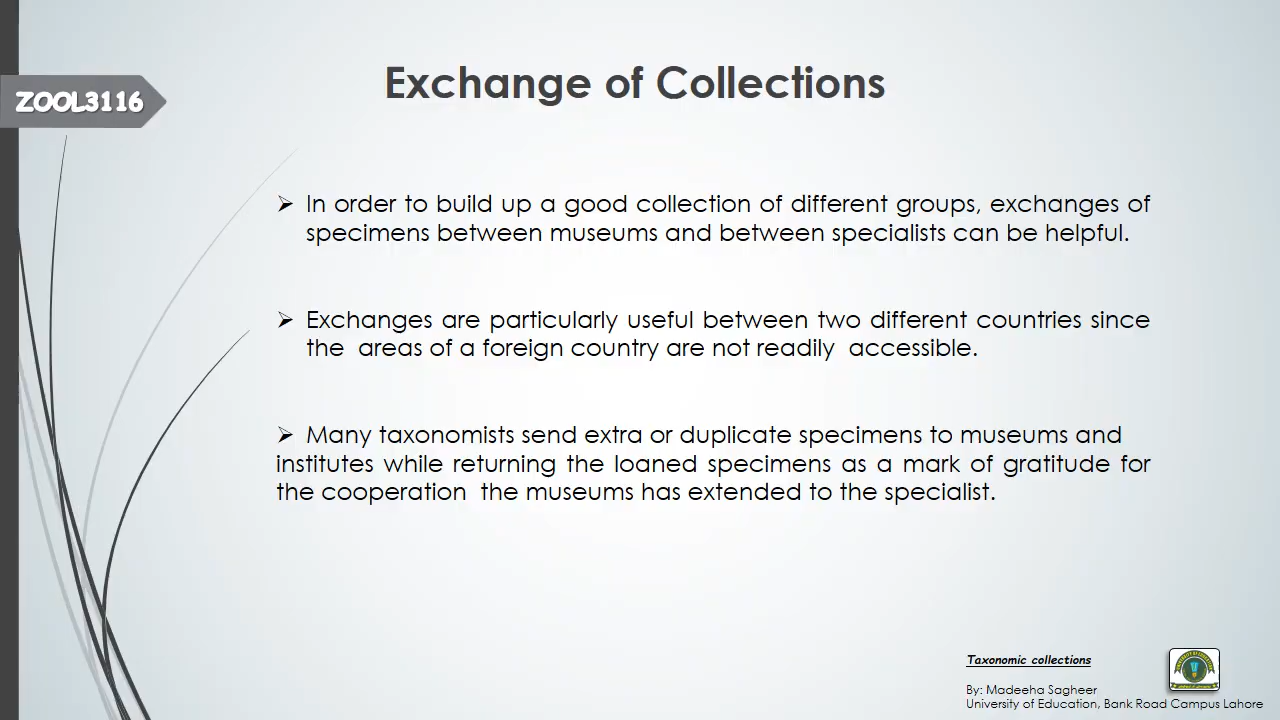 Exchange of Collections
ZOOL3116
➢ In order to build up a good collection of different groups, exchanges of
specimens between museums and between specialists can be helpful.
➢ Exchanges are particularly useful between two different countries since
the areas of a foreign country are not readily accessible.
➢ Many taxonomists send extra or duplicate specimens to museums and
institutes while returning the loaned specimens as a mark of gratitude for
the cooperation the museums has extended to the specialist.
Taxonomic collections
By: Madeeha Sagheer
University of Education, Bank Road Campus Lahore